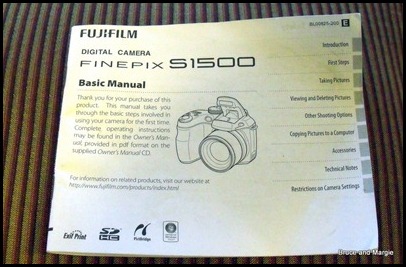 FUJIFILM
BL00821-200 E
DIGITAL CAMERA
FINEPIX S1500
Basic Manual
Thank you for your purchase of this
product. This manual takes you
through the basic steps involved in
using your camera for the first time.
Complete operating instructions
may be found in the Owner's Man-
ual, provided in pdf format on the
supplied Owner's Manual CD.
For information on related products, visit our website at
http://www.fujifilm.com/products/index.html
Exif Print
SD
HC
PictBridge
Introduction
First Steps
Taking Pictures
Viewing and Deleting Pictures
Other Shooting Options
Copying Pictures to a Computer
Accessories
Technical Notes
Restrictions on Camera Settings
Bruce and Margie